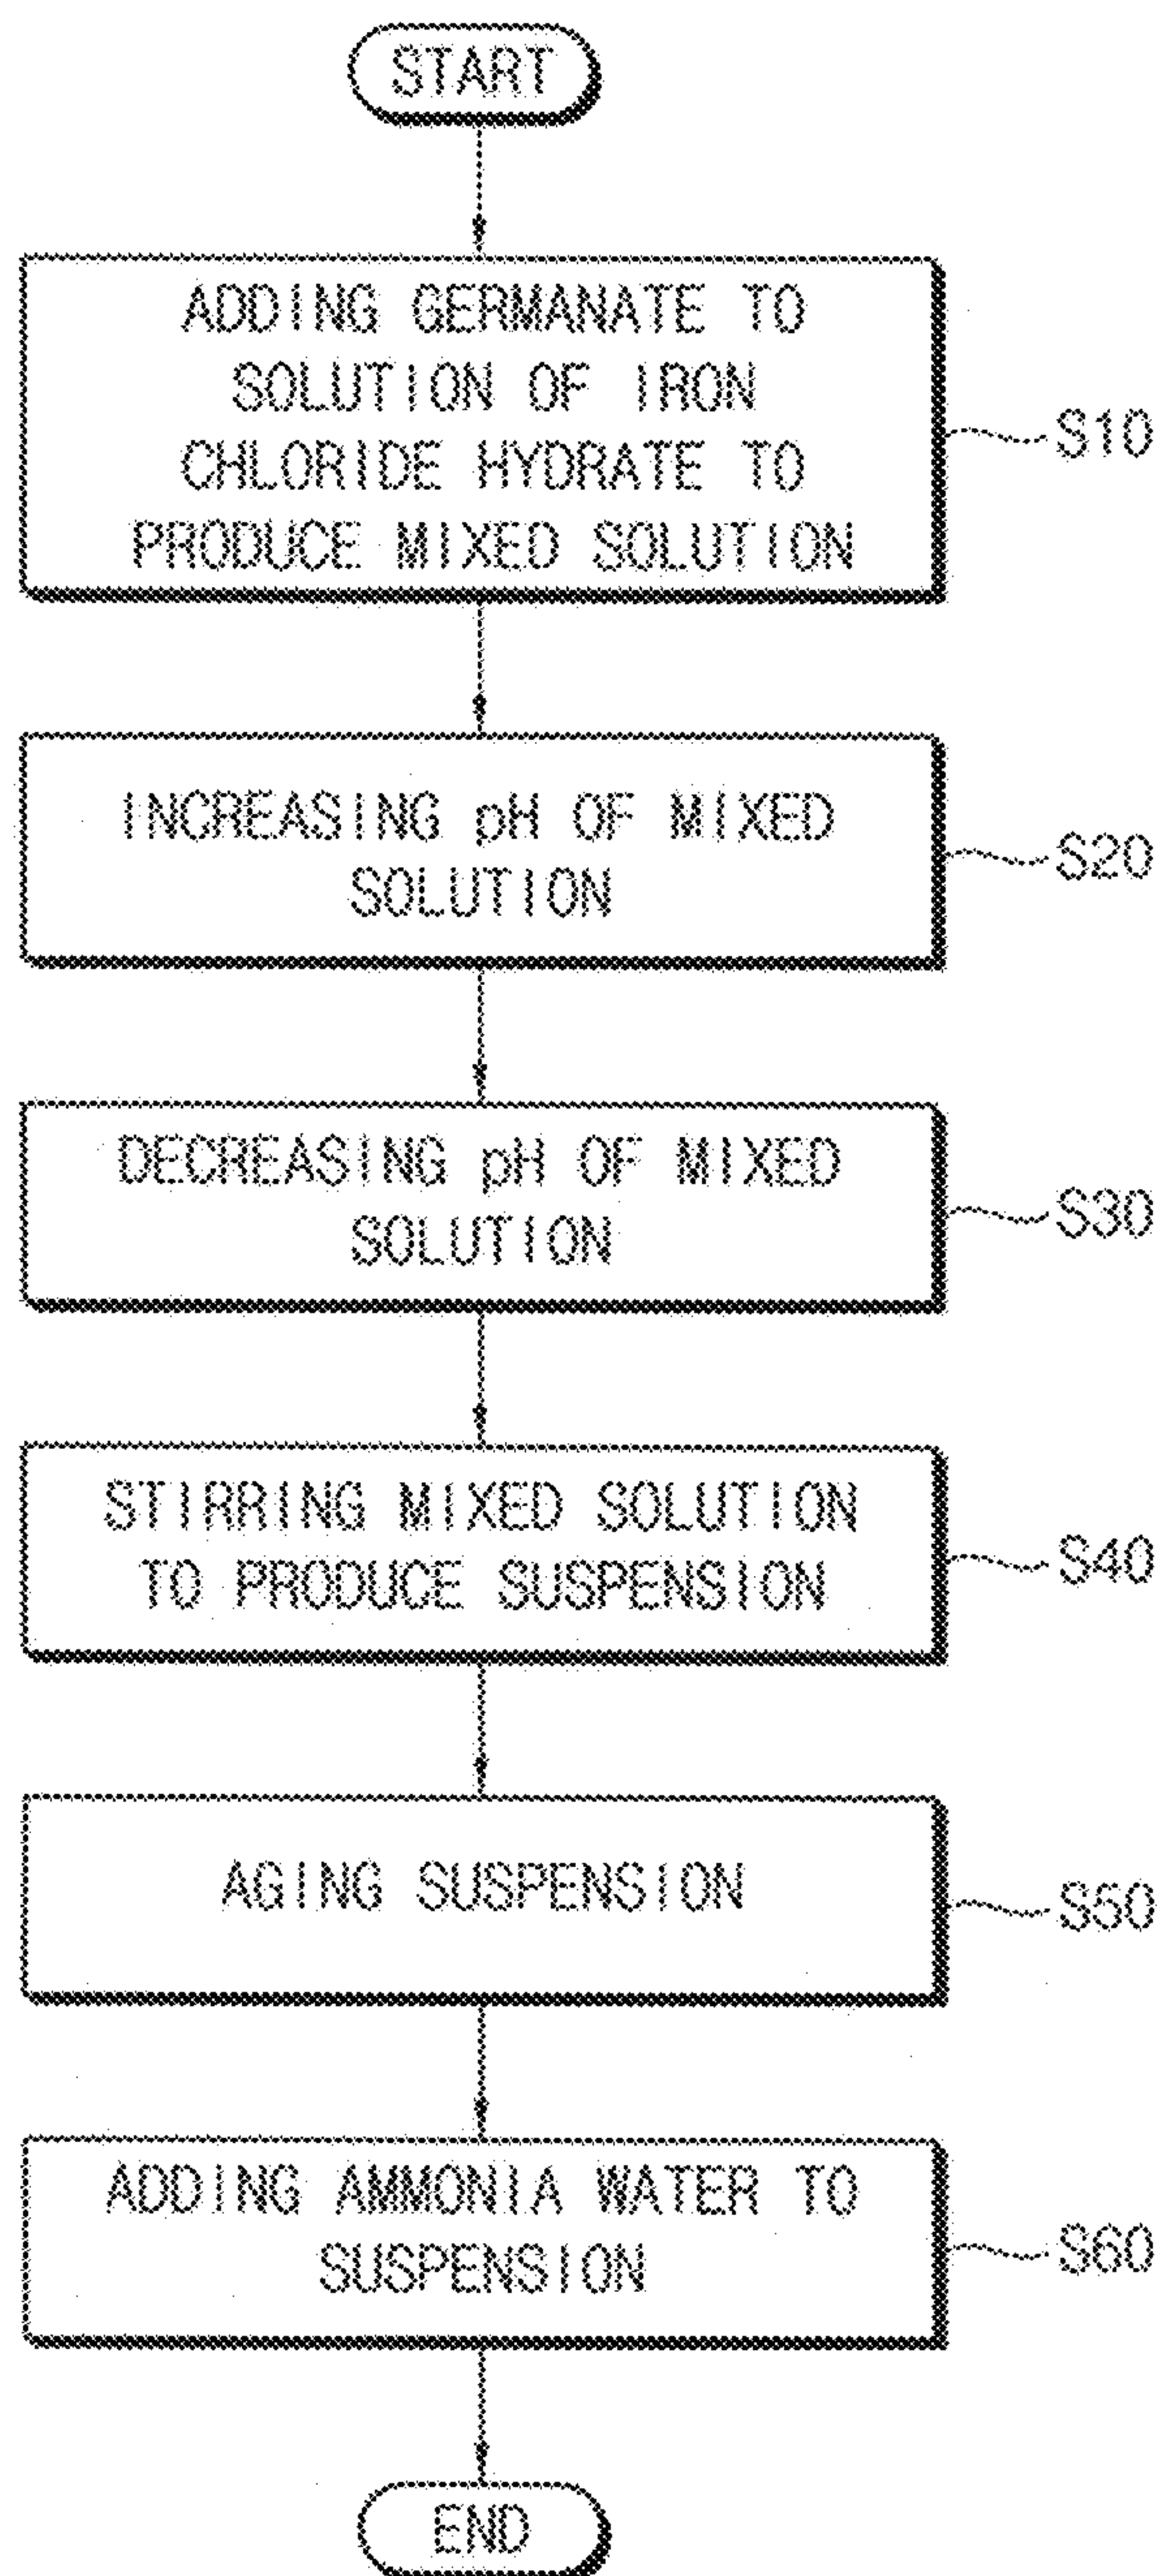 START
ADDING GERMANATE TO
SOLUTION OF IRON
CHLORIDE HYDRATE TO
PRODUCE MIXED SOLUTION
S10
INCREASING pH OF MIXED
SOLUTION
S20
DECREASING pH OF MIXED
SOLUTION
S30
STIRRING MIXED SOLUTION
TO PRODUCE SUSPENSION
S40
AGING SUSPENSION
S50
ADDING AMMONIA WATER TO
SUSPENSION
S60
END